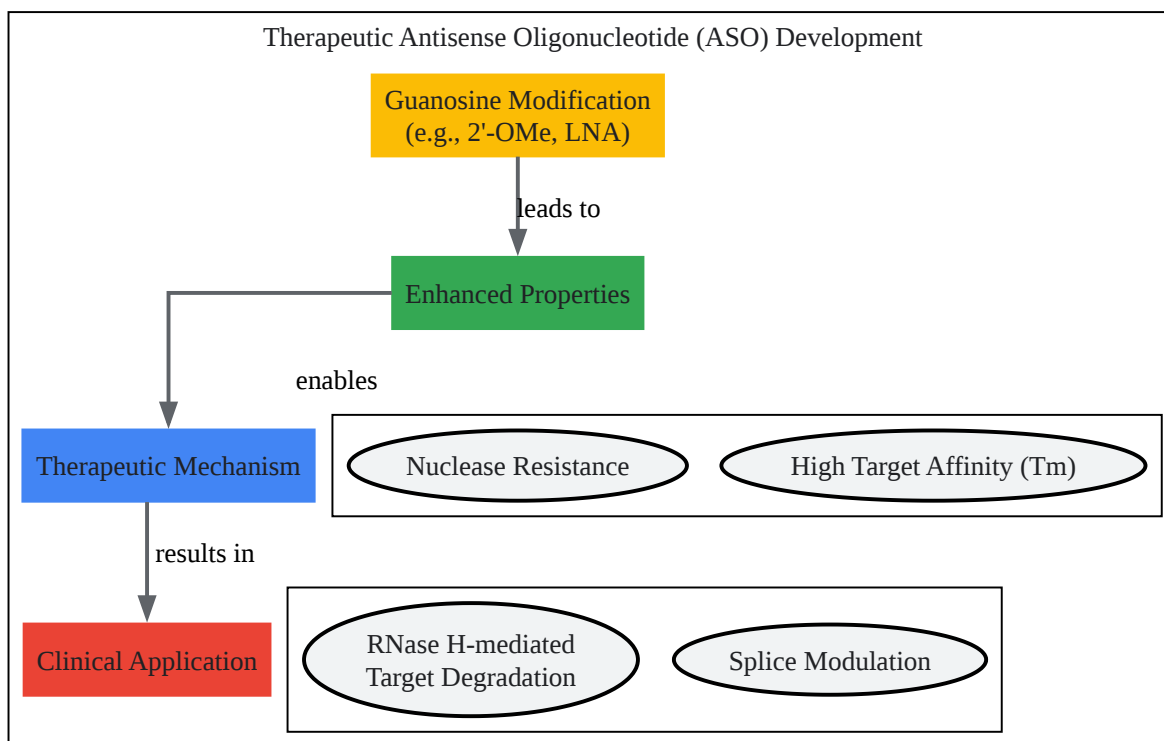 Therapeutic Antisense Oligonucleotide (ASO) Development
Guanosine Modification
(e.g., 2'-OMe, LNA)
leads to
Enhanced Properties
enables
Therapeutic Mechanism
Nuclease Resistance
High Target Affinity (Tm)
results in
Clinical Application
RNase H-mediated
Target Degradation
Splice Modulation